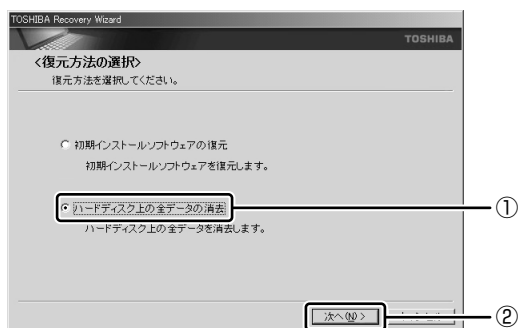 TOSHIBA Recovery Wizard
TOSHIBA
<復元方法の選択>
復元方法を選択してください。
初期インストールソフトウェアの復元
初期インストールソフトウェアを復元します。
ハードディスク上の全データの消去
ハードディスク上の全データを消去します。
①
次へ(N) >
②